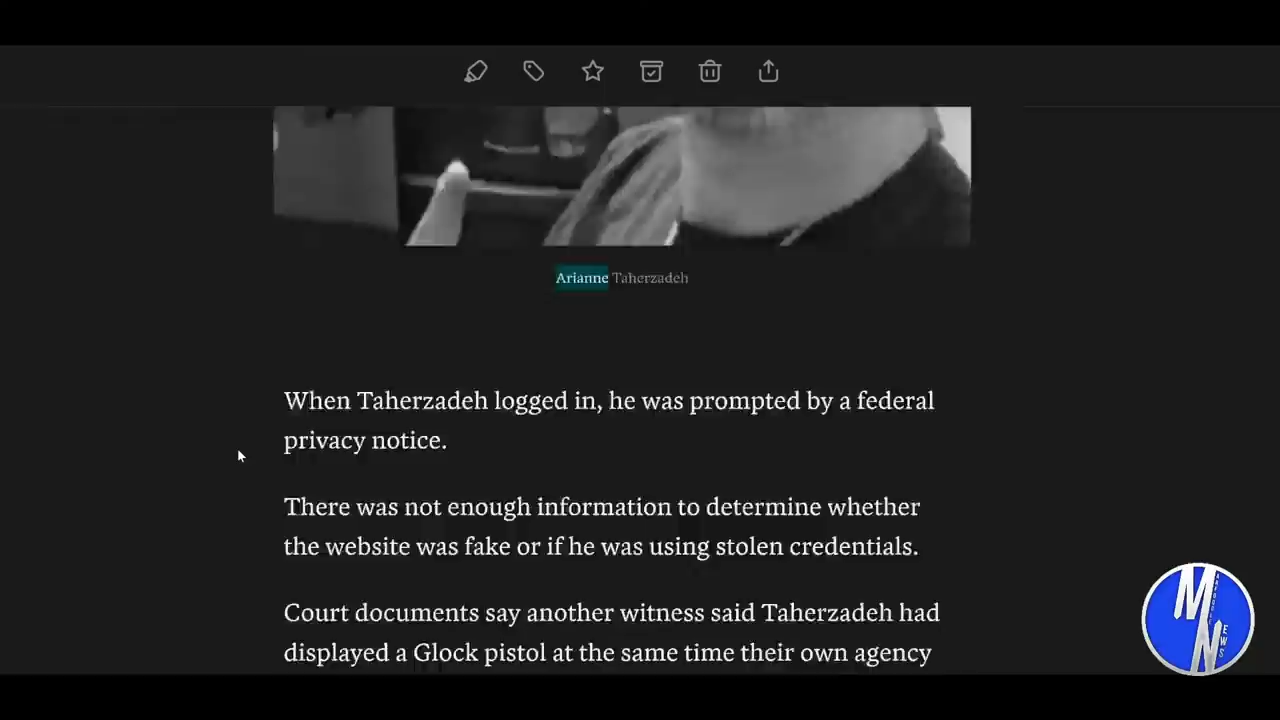 Arianne Taherzadeh
When Taherzadeh logged in, he was prompted by a federal
privacy notice.
There was not enough information to determine whether
the website was fake or if he was using stolen credentials.
Court documents say another witness said Taherzadeh had
displayed a Glock pistol at the same time their own agency
M
N
EWS